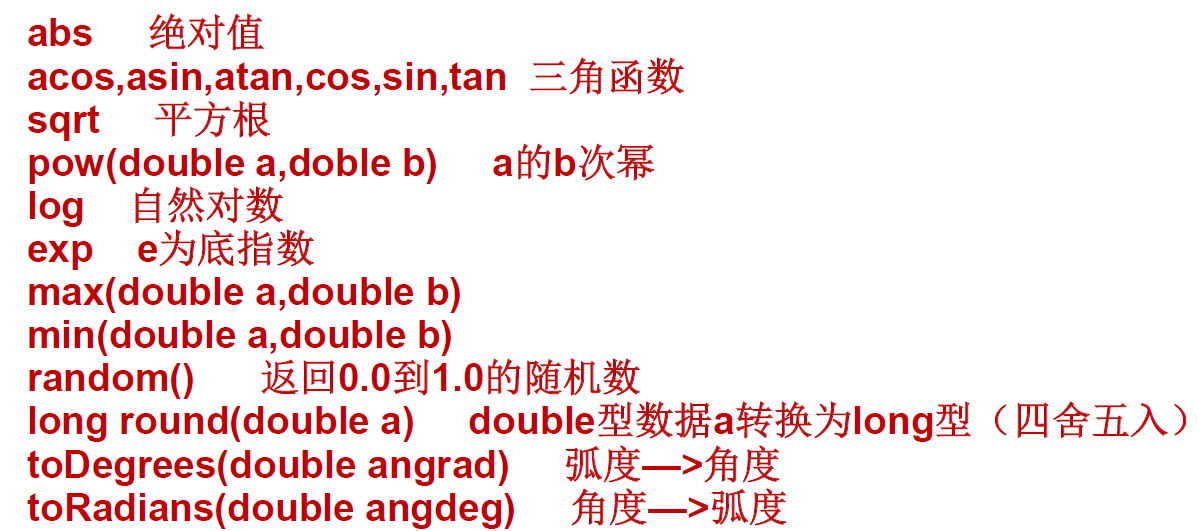 abs 绝对值
acos,asin,atan,cos,sin,tan 三角函数
sqrt 平方根
pow(double a,doble b) a的b次幂
log 自然对数
exp e为底指数
max(double a,double b)
min(double a,double b)
random() 返回0.0到1.0的随机数
long round(double a) double型数据a转换为long型（四舍五入）
toDegrees(double angrad) 弧度—>角度
toRadians(double angdeg) 角度—>弧度